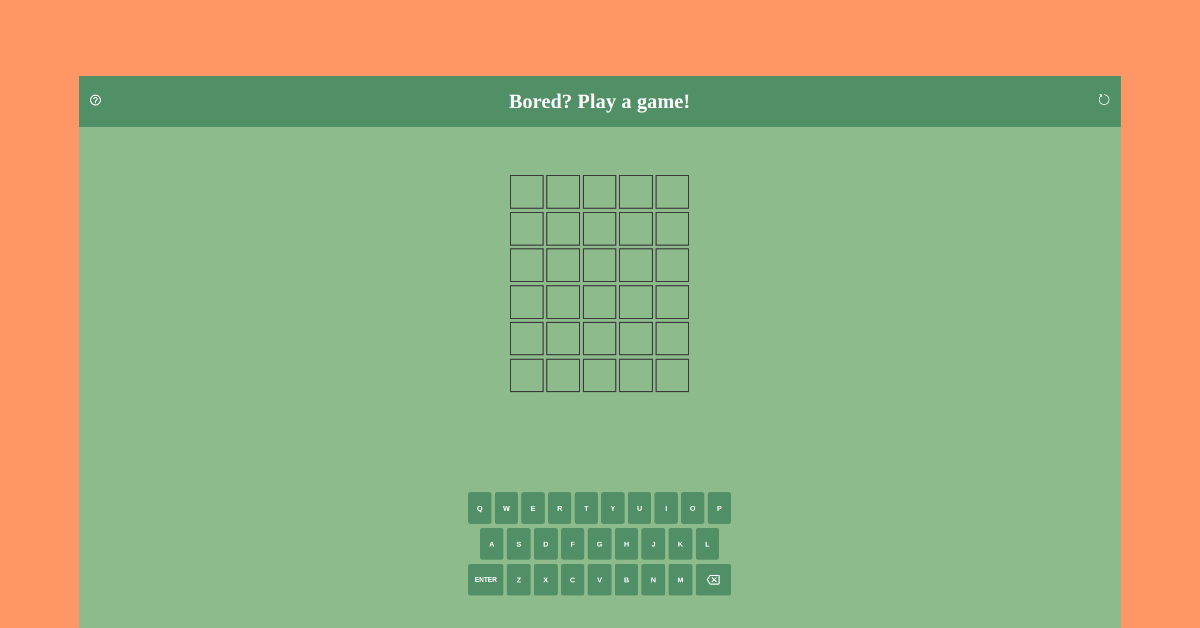 Bored? Play a game!
Q W E R T Y U I O P
A S D F G H J K L
ENTER Z X C V B N M